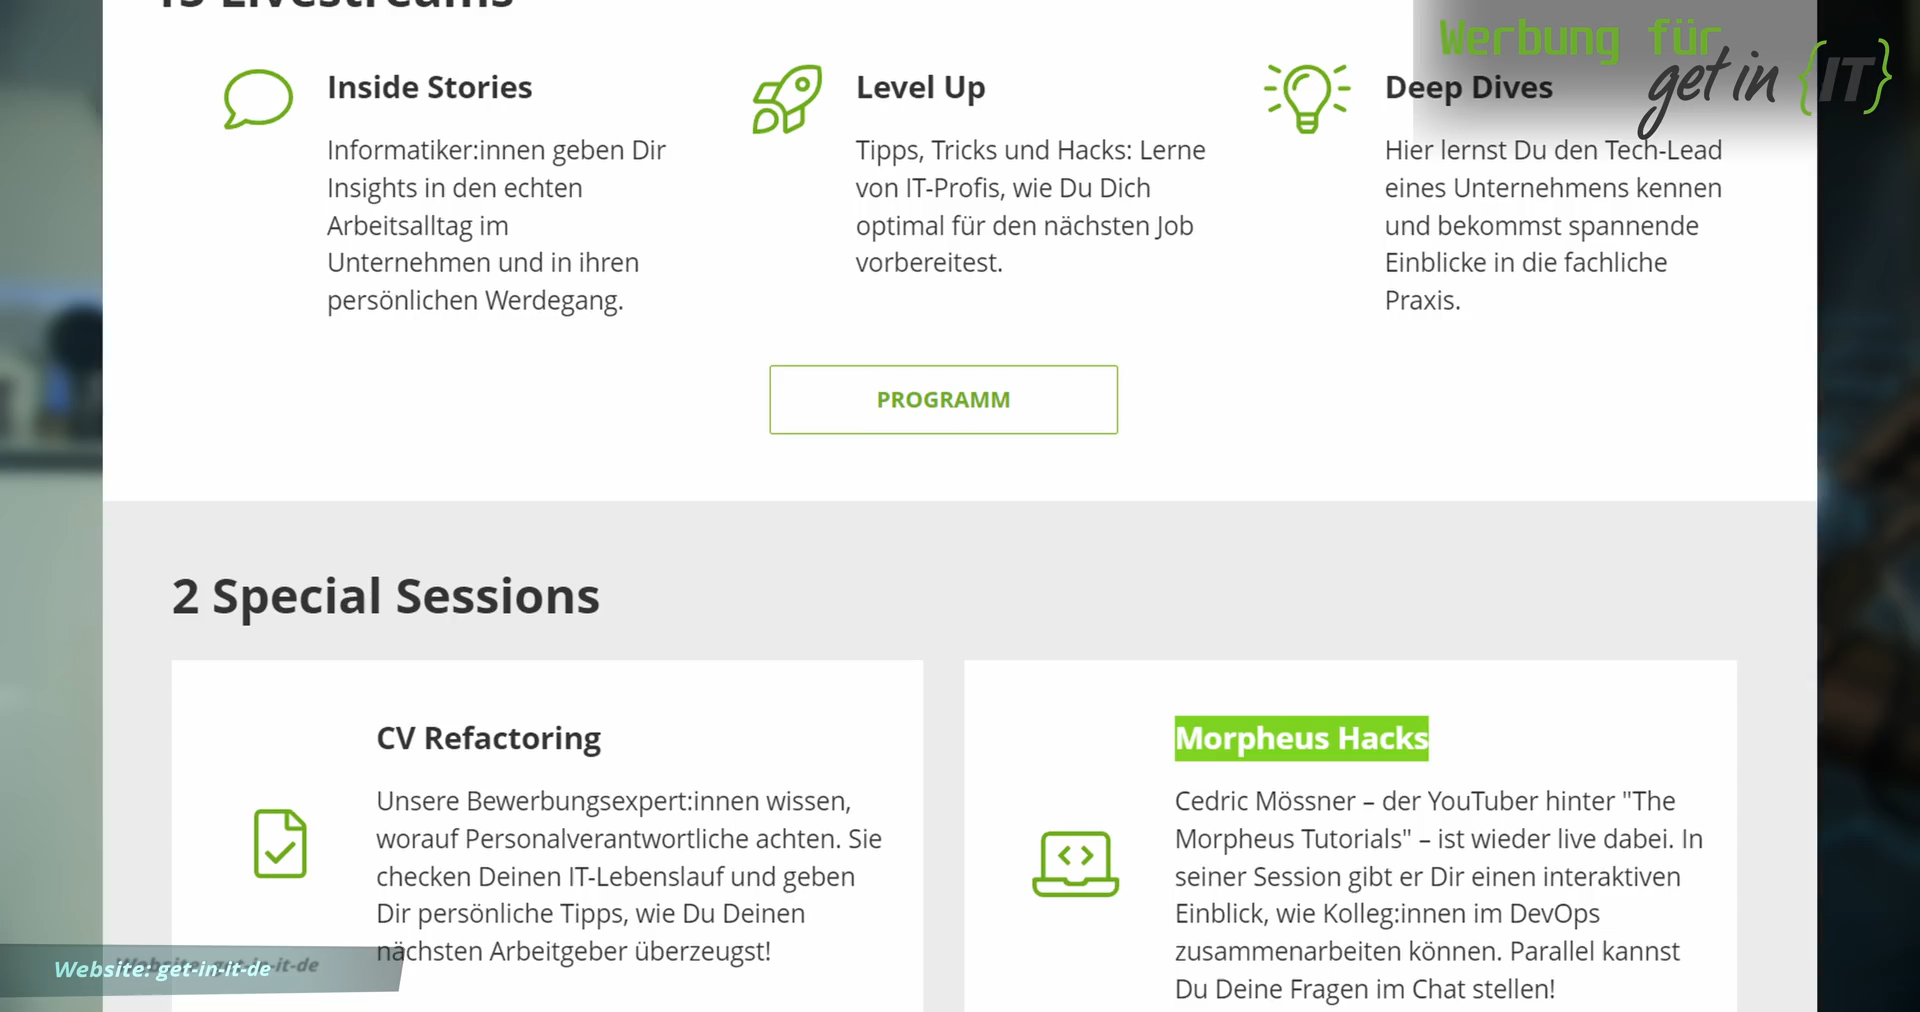 Livestreams
Werbung für
get in {IT}
Inside Stories
Informatiker:innen geben Dir
Insights in den echten
Arbeitsalltag im
Unternehmen und in ihren
persönlichen Werdegang.
Level Up
Tipps, Tricks und Hacks: Lerne
von IT-Profis, wie Du Dich
optimal für den nächsten Job
vorbereitest.
Deep Dives
Hier lernst Du den Tech-Lead
eines Unternehmens kennen
und bekommst spannende
Einblicke in die fachliche
Praxis.
PROGRAMM
2 Special Sessions
CV Refactoring
Unsere Bewerbungsexpert:innen wissen,
worauf Personalverantwortliche achten. Sie
checken Deinen IT-Lebenslauf und geben
Dir persönliche Tipps, wie Du Deinen
nächsten Arbeitgeber überzeugst!
Morpheus Hacks
Cedric Mössner – der YouTuber hinter "The
Morpheus Tutorials" – ist wieder live dabei. In
seiner Session gibt er Dir einen interaktiven
Einblick, wie Kolleg:innen im DevOps
zusammenarbeiten können. Parallel kannst
Du Deine Fragen im Chat stellen!
Website: get-in-it-de